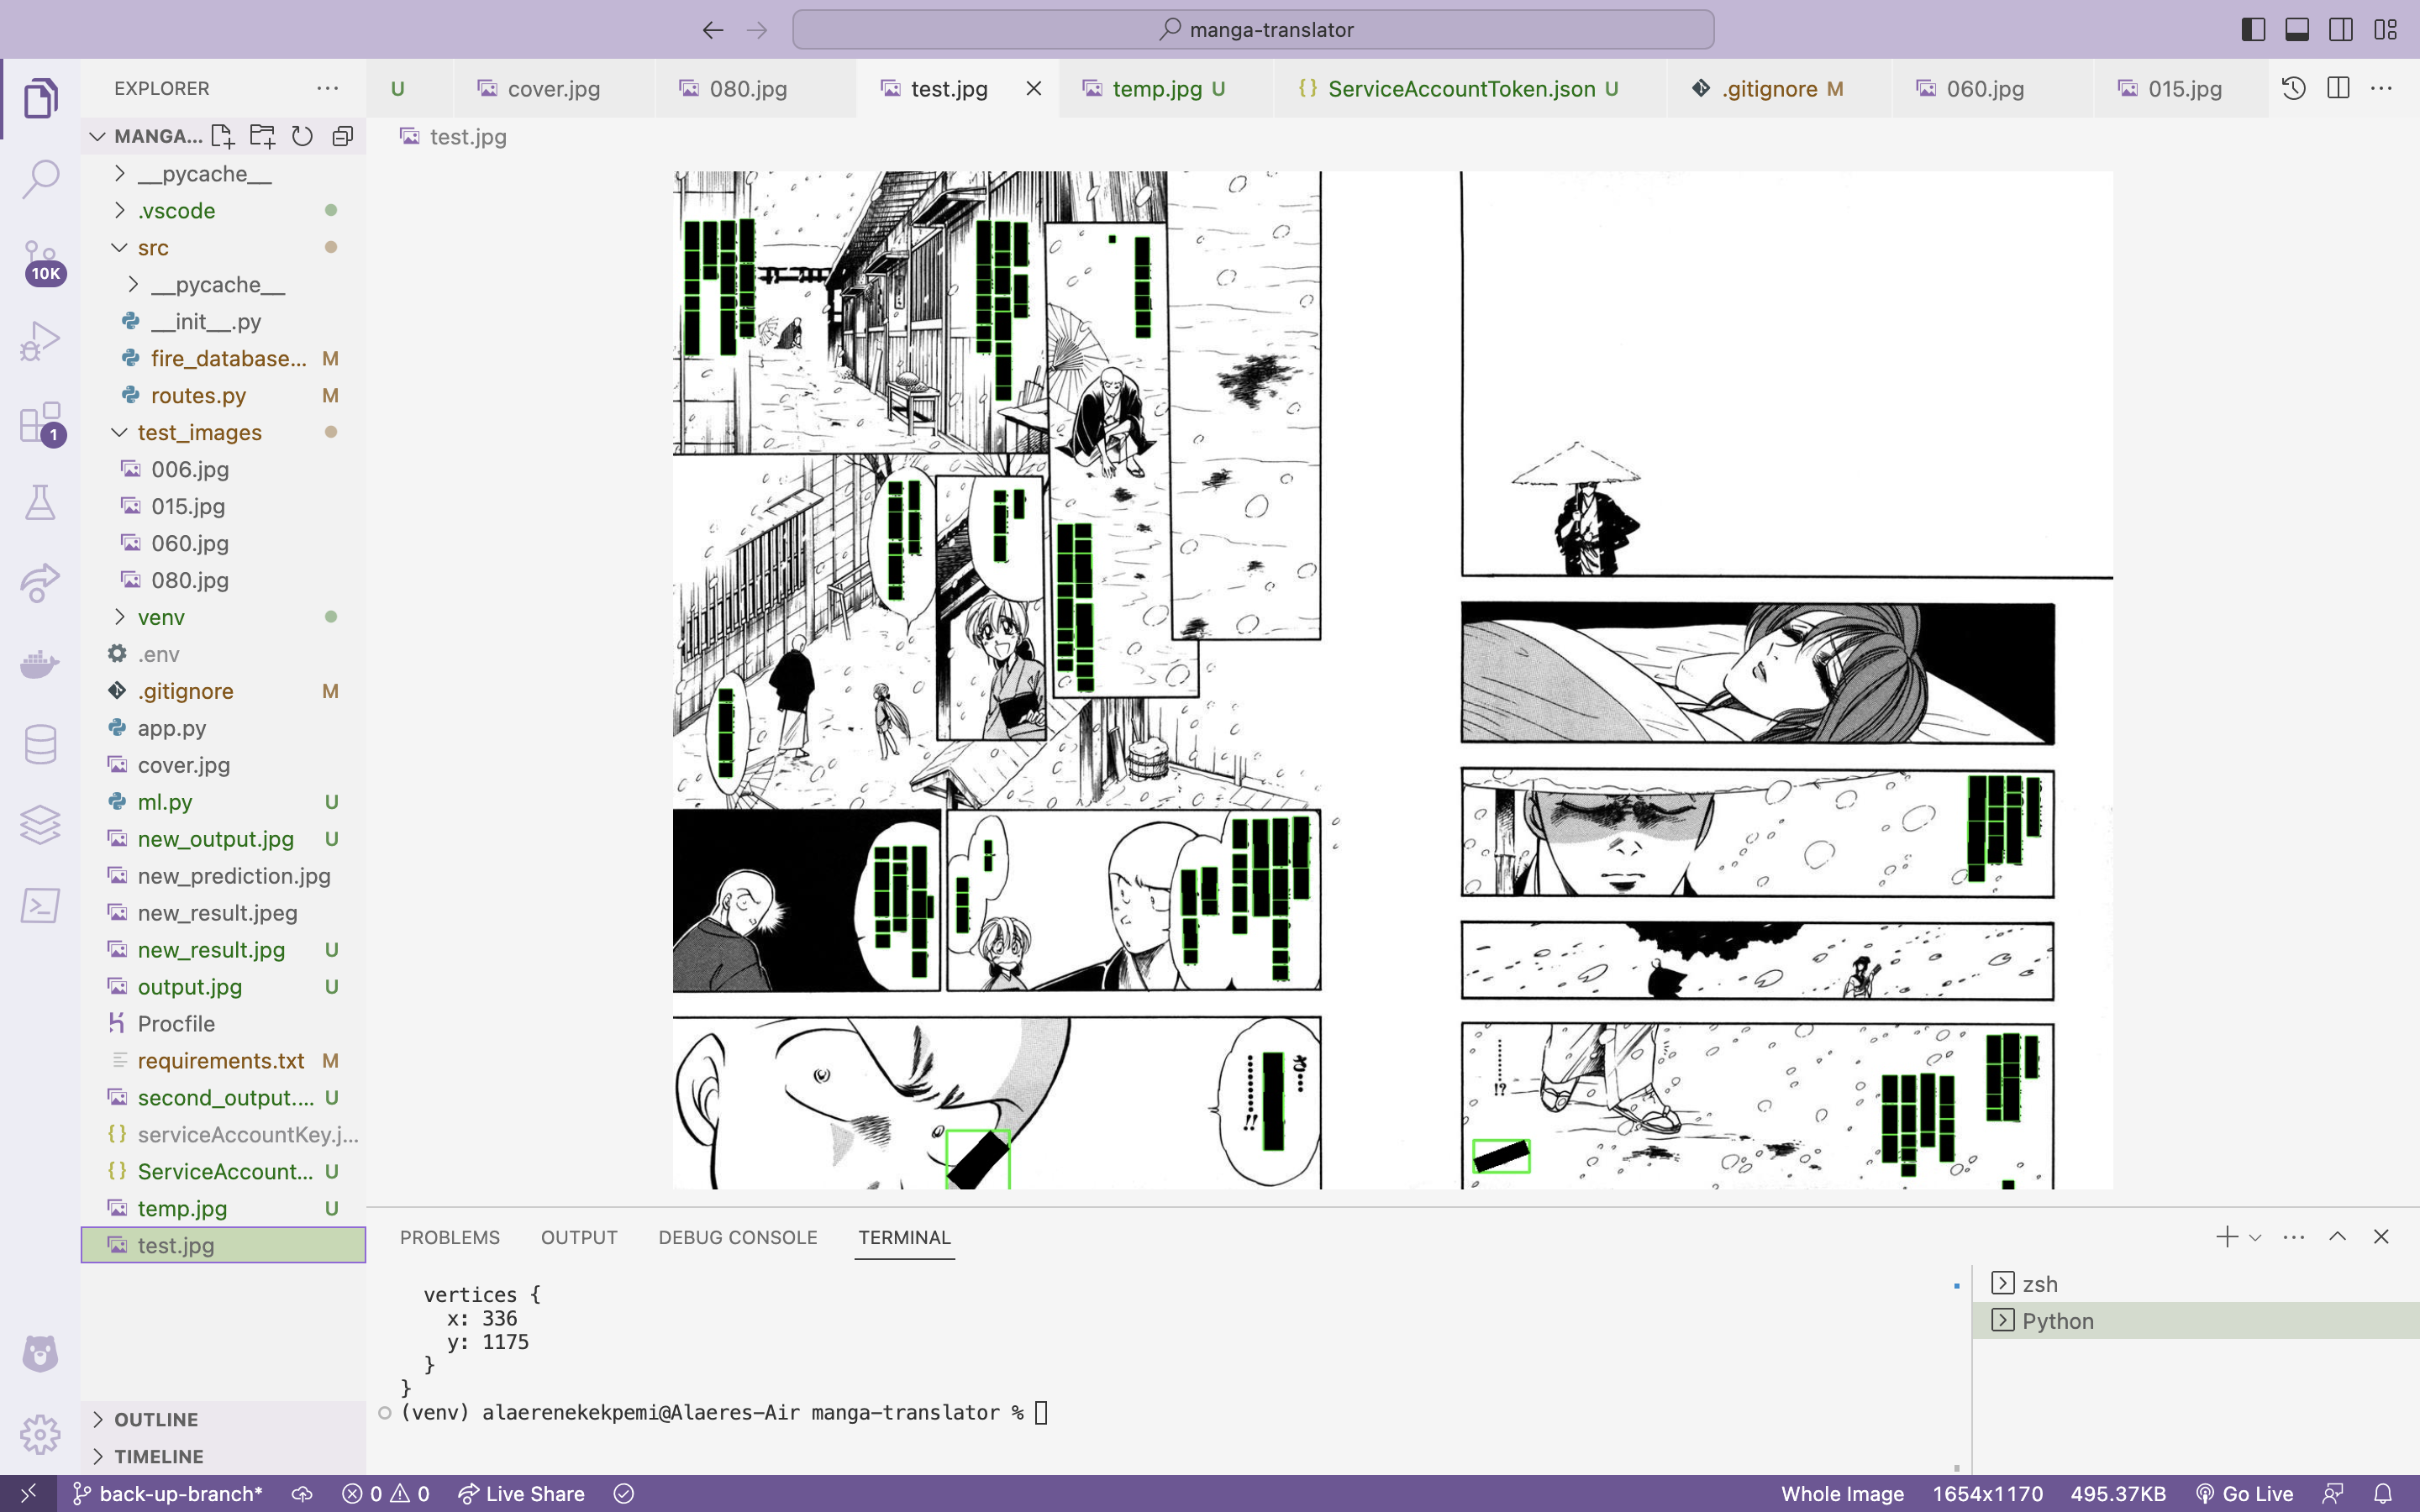 manga-translator
EXPLORER
U
cover.jpg
080.jpg
test.jpg
temp.jpg U
ServiceAccountToken.json U
.gitignore M
060.jpg
015.jpg
MANGA...
test.jpg
__pycache__
.vscode
src
__pycache__
__init__.py
fire_database... M
routes.py M
test_images
006.jpg
015.jpg
060.jpg
080.jpg
venv
.env
.gitignore M
app.py
cover.jpg
ml.py U
new_output.jpg U
new_prediction.jpg
new_result.jpeg
new_result.jpg U
output.jpg U
Procfile
requirements.txt M
second_output.... U
serviceAccountKey.j...
ServiceAccount... U
temp.jpg U
test.jpg
OUTLINE
TIMELINE
10K
1
や…
…………!!
………!?
PROBLEMS
OUTPUT
DEBUG CONSOLE
TERMINAL
vertices {
x: 336
y: 1175
}
}
(venv) alaerenekekpemi@Alaeres-Air manga-translator %
zsh
Python
back-up-branch*
0
0
Live Share
Whole Image
1654x1170
495.37KB
Go Live